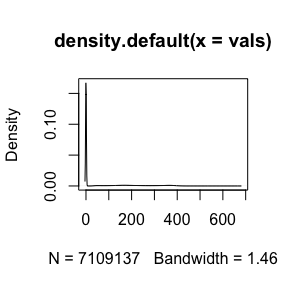 density.default(x = vals)
Density
0.10
0.00
0 200 400 600
N = 7109137 Bandwidth = 1.46